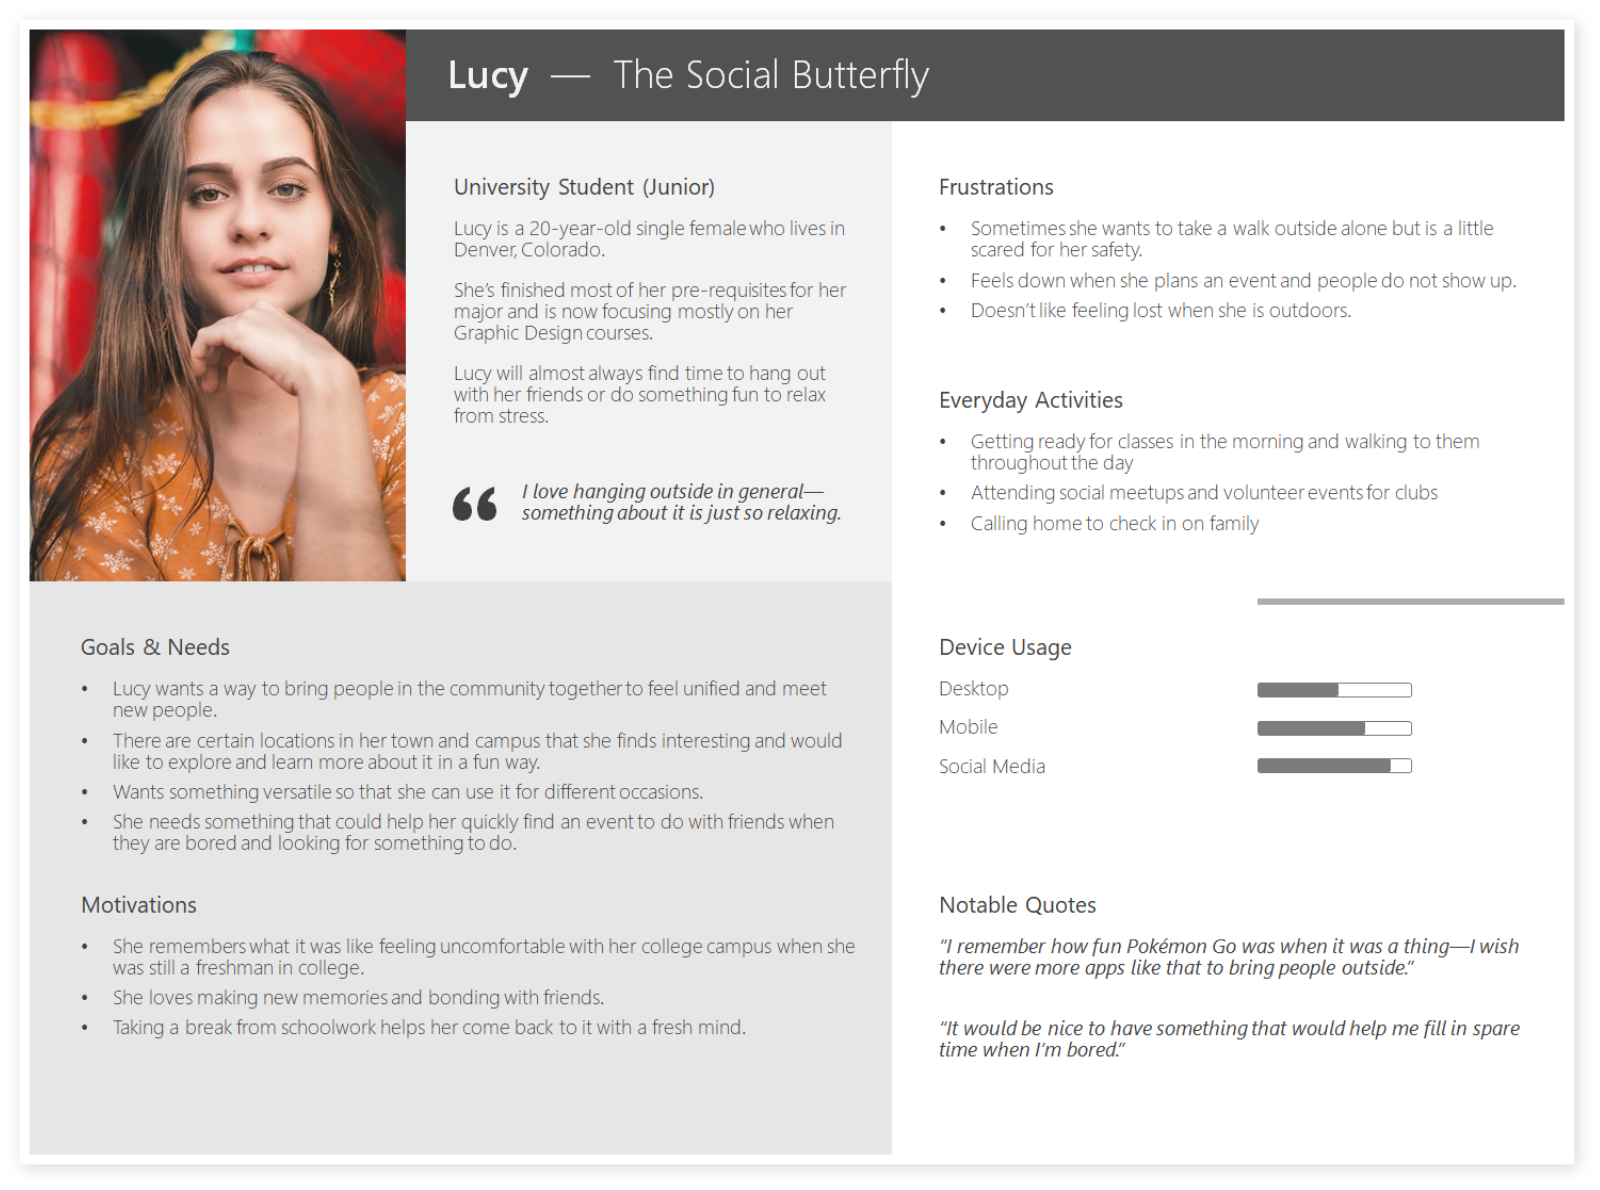 Lucy — The Social Butterfly
University Student (Junior)
Lucy is a 20-year-old single female who lives in
Denver, Colorado.
She's finished most of her pre-requisites for her
major and is now focusing mostly on her
Graphic Design courses.
Lucy will almost always find time to hang out
with her friends or do something fun to relax
from stress.
“ I love hanging outside in general—
something about it is just so relaxing.
Frustrations
• Sometimes she wants to take a walk outside alone but is a little
scared for her safety.
• Feels down when she plans an event and people do not show up.
• Doesn't like feeling lost when she is outdoors.
Everyday Activities
• Getting ready for classes in the morning and walking to them
throughout the day
• Attending social meetups and volunteer events for clubs
• Calling home to check in on family
Goals & Needs
• Lucy wants a way to bring people in the community together to feel unified and meet
new people.
• There are certain locations in her town and campus that she finds interesting and would
like to explore and learn more about it in a fun way.
• Wants something versatile so that she can use it for different occasions.
• She needs something that could help her quickly find an event to do with friends when
they are bored and looking for something to do.
Motivations
• She remembers what it was like feeling uncomfortable with her college campus when she
was still a freshman in college.
• She loves making new memories and bonding with friends.
• Taking a break from schoolwork helps her come back to it with a fresh mind.
Device Usage
Desktop
Mobile
Social Media
Notable Quotes
“I remember how fun Pokémon Go was when it was a thing—I wish
there were more apps like that to bring people outside.”
“It would be nice to have something that would help me fill in spare
time when I'm bored.”